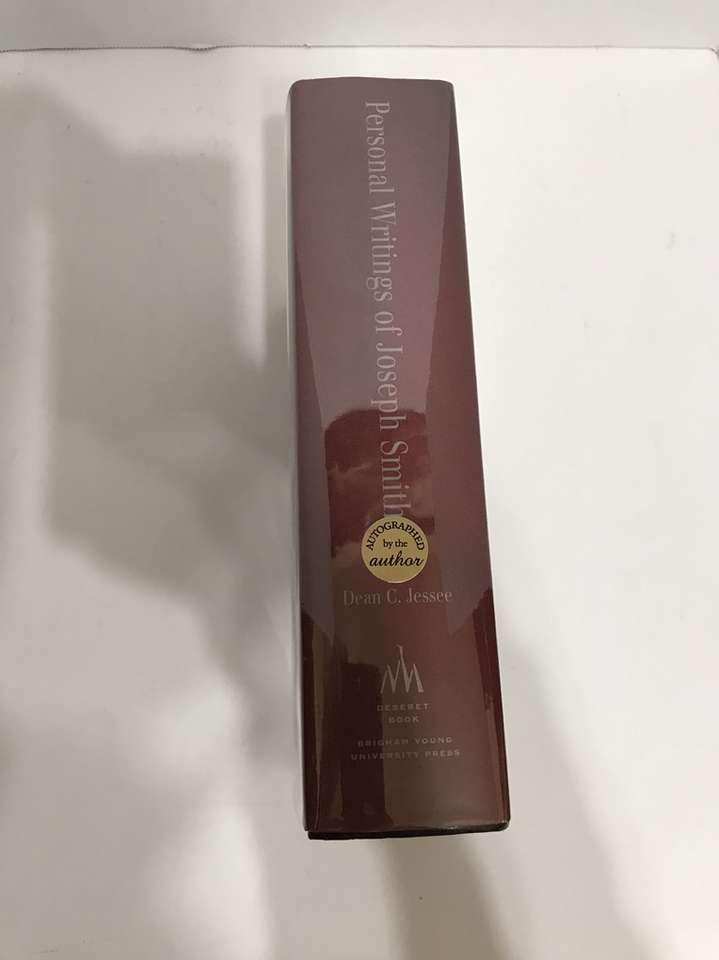 Personal Writings of Joseph Smith
AUTOGRAPHED
by the
author
Dean C. Jessee
DESERET
BOOK
BRIGHAM YOUNG
UNIVERSITY PRESS